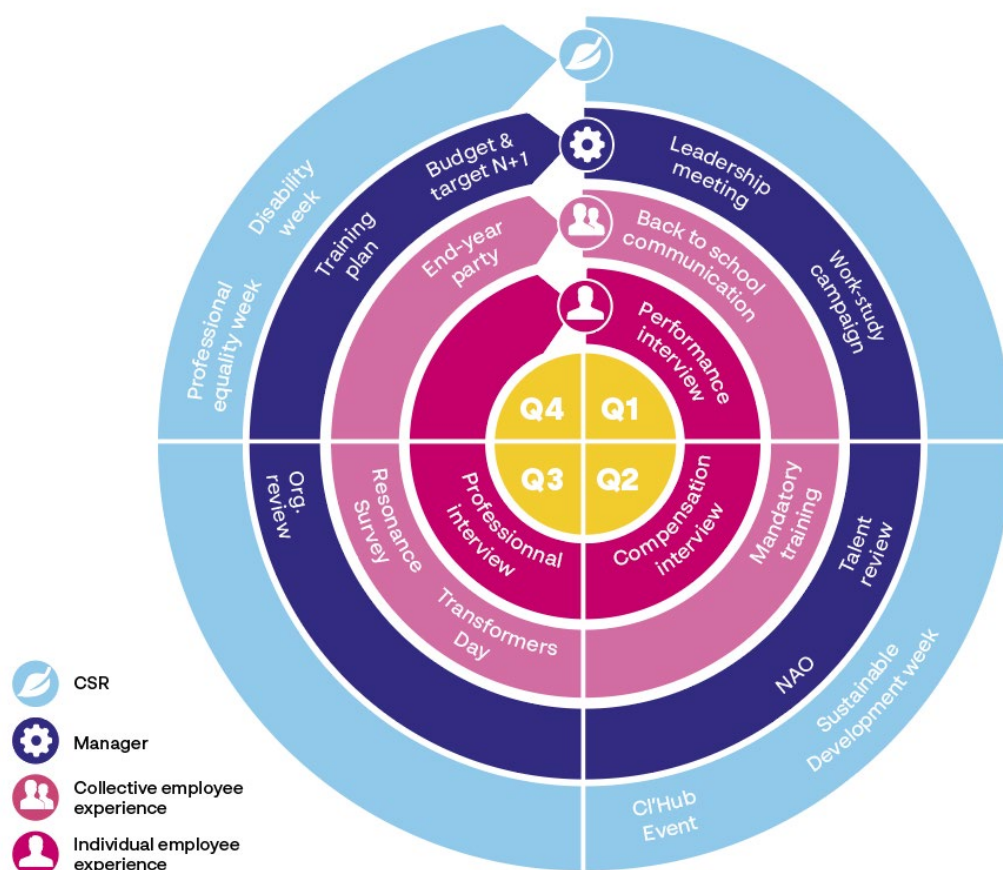 Leadership
meeting
Work-study
campaign
Back to school
communication
Performance
interview
Q1
Q2
Q3
Q4
Compensation
interview
Mandatory
training
Talent
review
NAO
Sustainable
Development week
CI'Hub
Event
Professionnal
interview
Resonance
Survey
Transformers
Day
Org.
review
Professional
equality week
Disability
week
Training
plan
Budget &
target N+1
End-year
party
CSR
Manager
Collective employee
experience
Individual employee
experience